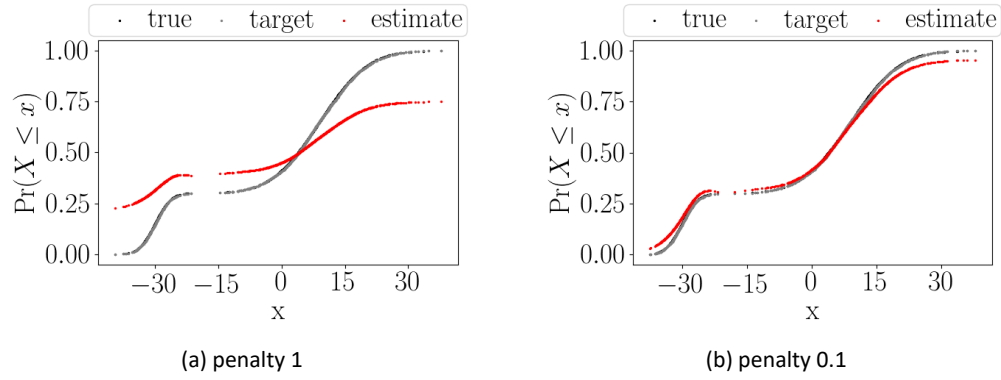 true target estimate
1.00
0.75
0.50
0.25
0.00
Pr(X ≤ x)
−30 −15 0 15 30
x
(a) penalty 1
true target estimate
1.00
0.75
0.50
0.25
0.00
Pr(X ≤ x)
−30 −15 0 15 30
x
(b) penalty 0.1